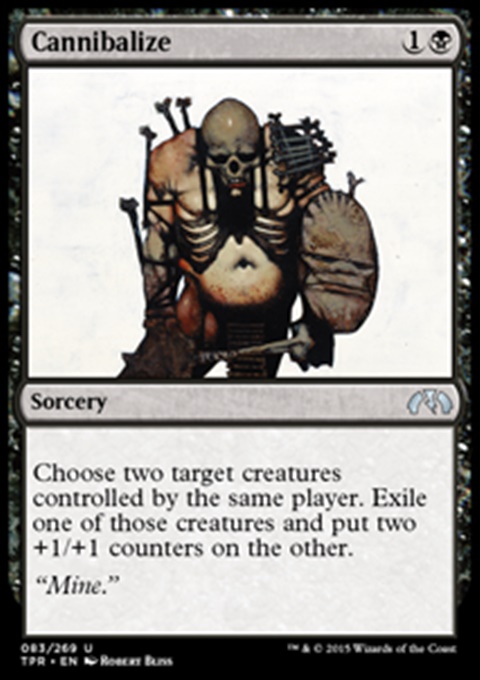 Cannibalize 1
Sorcery
Choose two target creatures
controlled by the same player. Exile
one of those creatures and put two
+1/+1 counters on the other.
“Mine.”
083/269 U
™ & © 2015 Wizards of the Coast
TPR • EN Robert Bliss